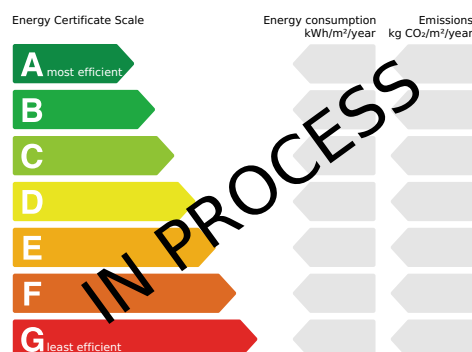 Energy Certificate Scale
Energy consumption
kWh/m²/year
Emissions
kg CO₂/m²/year
A most efficient
B
C
D
E
F
G least efficient
IN PROCESS